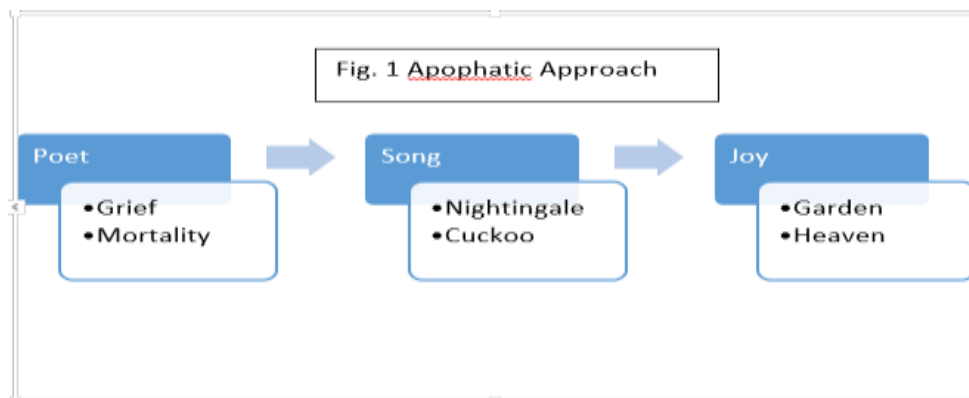 Fig. 1 Apophatic Approach
Poet
•Grief
•Mortality
Song
•Nightingale
•Cuckoo
Joy
•Garden
•Heaven